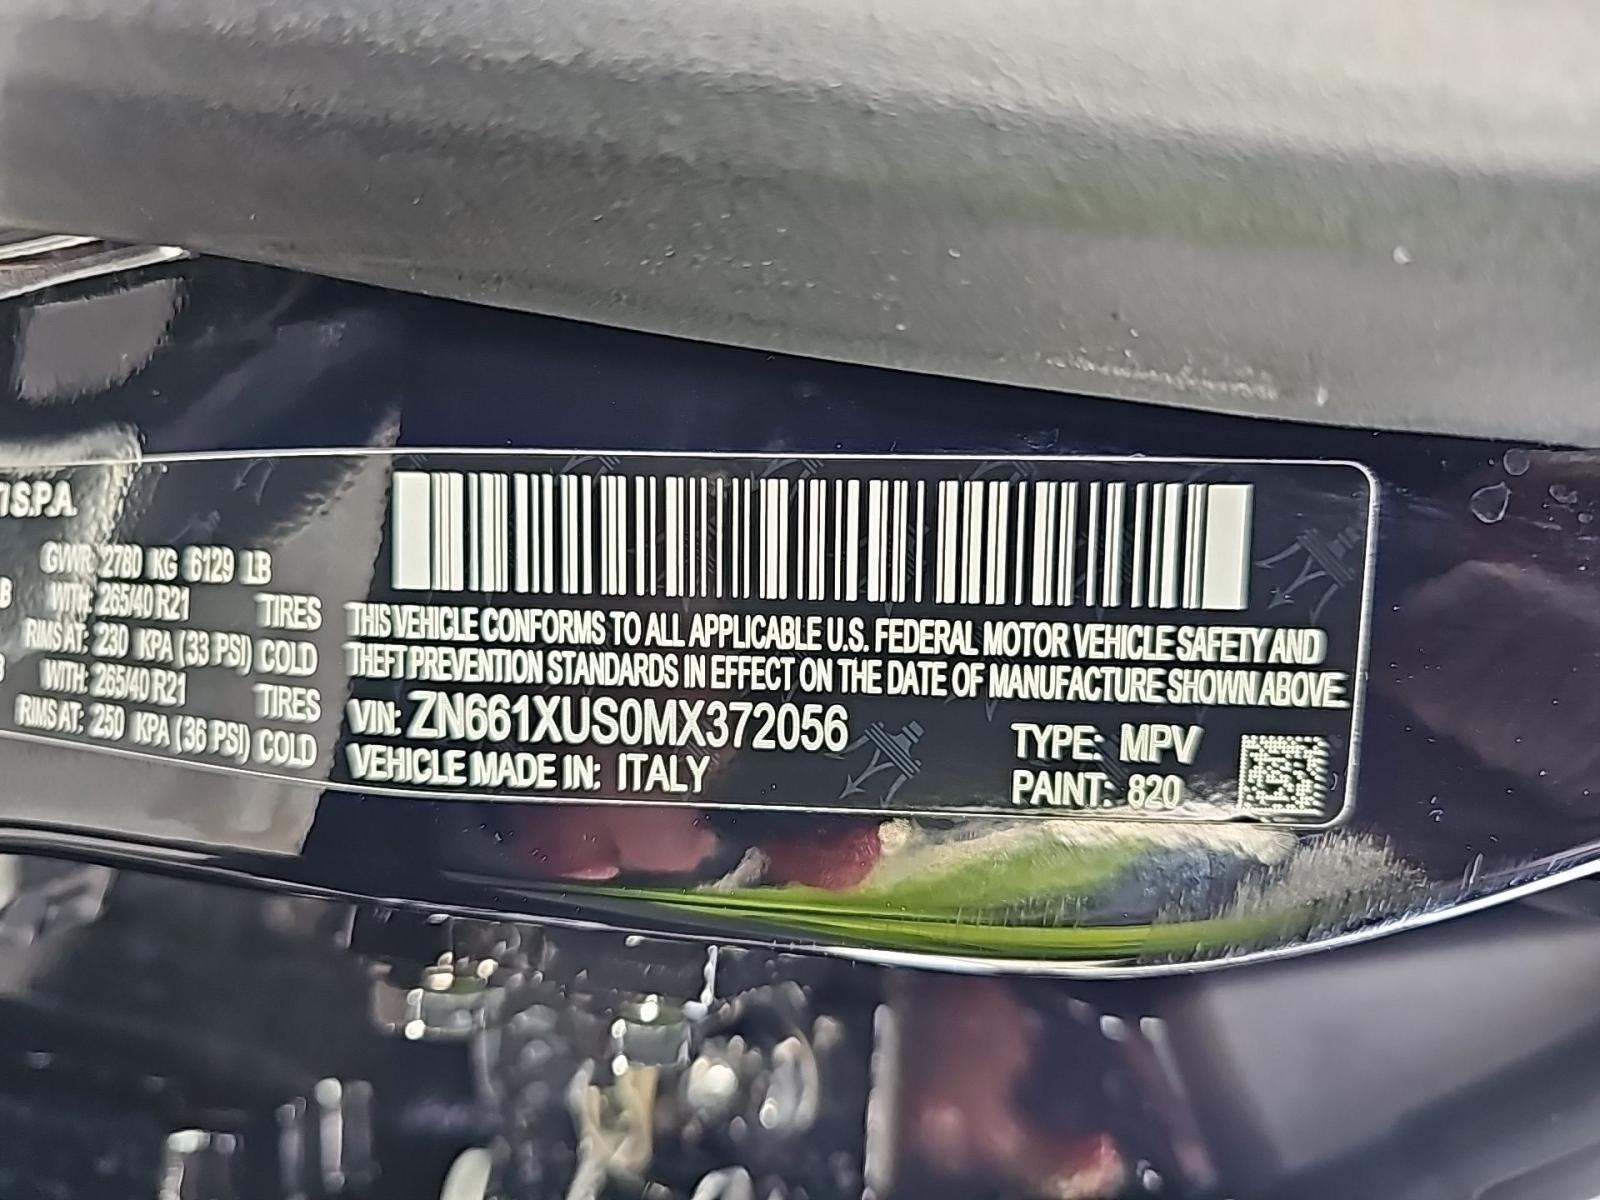 S.P.A.
GVWR: 2780 KG 6129 LB
B WITH: 265/40 R21 TIRES
RIMS AT: 230 KPA (33 PSI) COLD
WITH: 265/40 R21 TIRES
RIMS AT: 250 KPA (36 PSI) COLD
THIS VEHICLE CONFORMS TO ALL APPLICABLE U.S. FEDERAL MOTOR VEHICLE SAFETY AND
THEFT PREVENTION STANDARDS IN EFFECT ON THE DATE OF MANUFACTURE SHOWN ABOVE.
VIN: ZN661XUS0MX372056
VEHICLE MADE IN: ITALY
TYPE: MPV
PAINT: 820